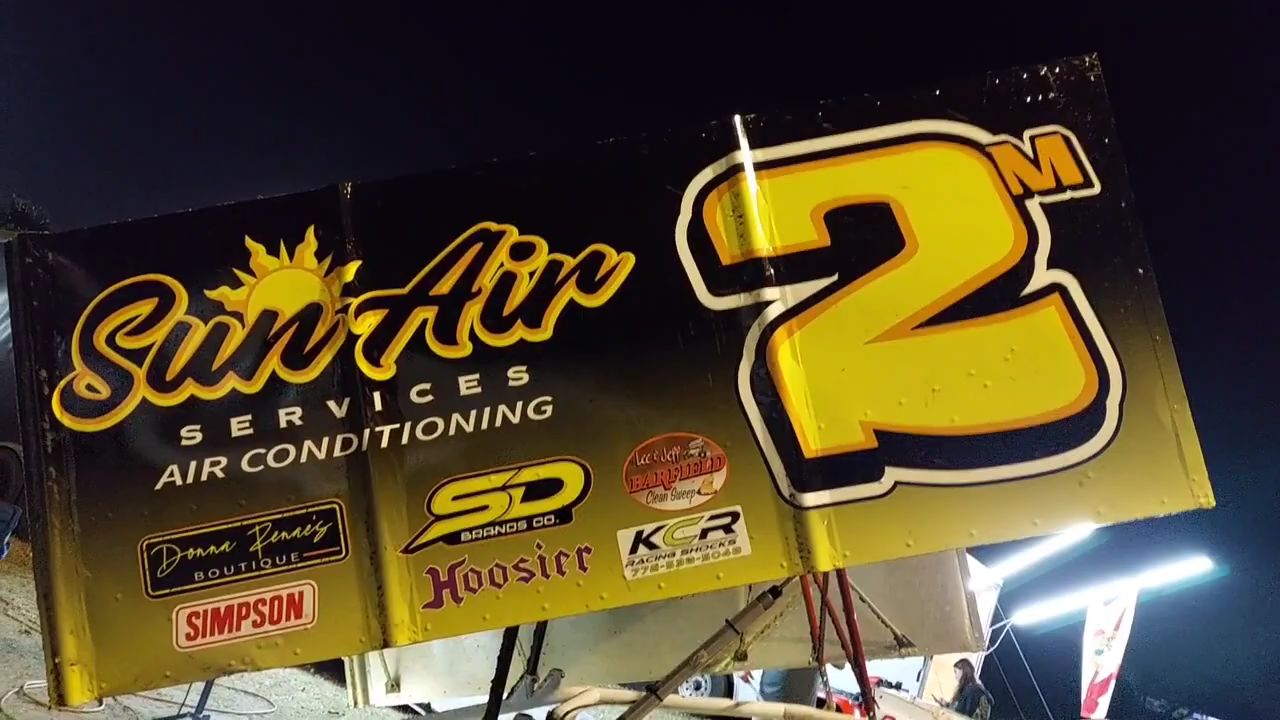 Sun Air
SERVICES
AIR CONDITIONING
2M
Donna Renae's
BOUTIQUE
SIMPSON
SD
BRANDS CO.
Hoosier
Lee & Jeff
BARFIELD
Clean Sweep
KCR
RACING SHOCKS